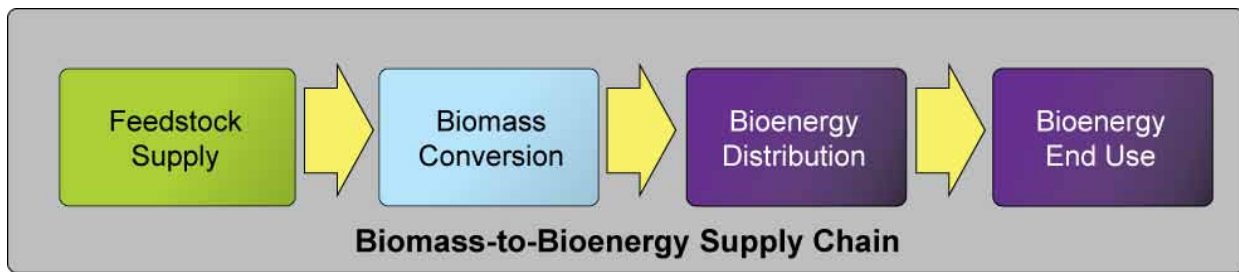 Feedstock
Supply
Biomass
Conversion
Bioenergy
Distribution
Bioenergy
End Use
Biomass-to-Bioenergy Supply Chain